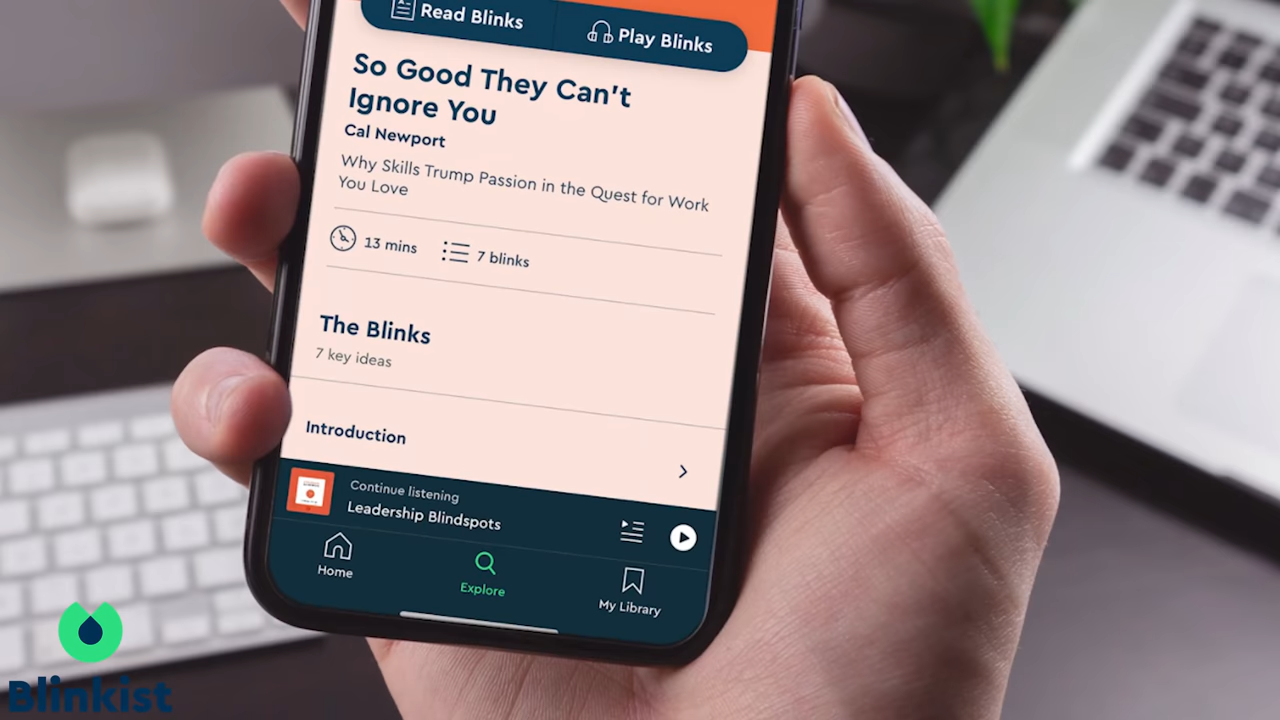 Read Blinks
Play Blinks
So Good They Can't
Ignore You
Cal Newport
Why Skills Trump Passion in the Quest for Work
You Love
13 mins
7 blinks
The Blinks
7 key ideas
Introduction
Continue listening
Leadership Blindspots
Home
Explore
My Library
Blinkist